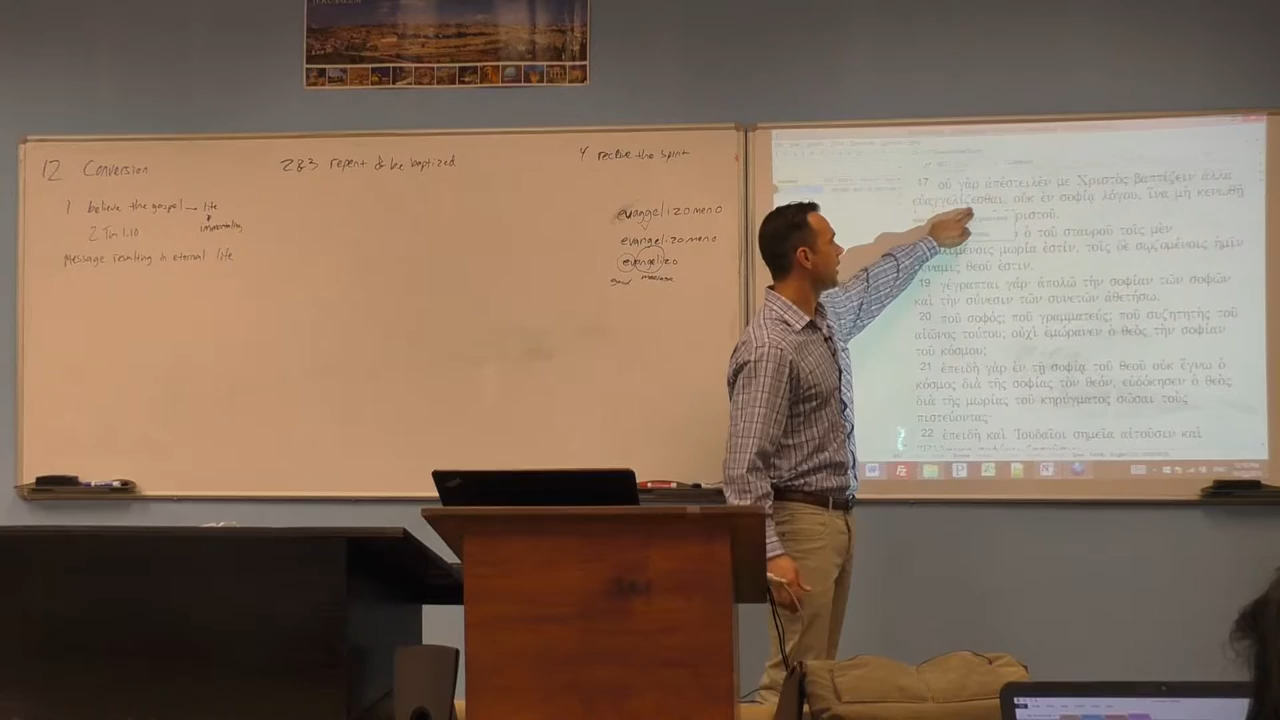 JERUSALEM
12 Conversion
2&3 repent & be baptized
4 receive the Spirit
1 believe the gospel → life
immortality
2 Tim 1.10
message resulting in eternal life
evaggelizomeno
evangelizomeno
evangelizo
good message
17 οὐ γὰρ ἀπέστειλέν με Χριστὸς βαπτίζειν ἀλλὰ
εὐαγγελίζεσθαι, οὐκ ἐν σοφίᾳ λόγου, ἵνα μὴ κενωθῇ
ριστοῦ.
ὁ τοῦ σταυροῦ τοῖς μὲν
λυμένοις μωρία ἐστίν, τοῖς δὲ σῳζομένοις ἡμῖν
ύναμις θεοῦ ἐστιν.
19 γέγραπται γάρ· ἀπολῶ τὴν σοφίαν τῶν σοφῶν
καὶ τὴν σύνεσιν τῶν συνετῶν ἀθετήσω.
20 ποῦ σοφός; ποῦ γραμματεύς; ποῦ συζητητὴς τοῦ
αἰῶνος τούτου; οὐχὶ ἐμώρανεν ὁ θεὸς τὴν σοφίαν
τοῦ κόσμου;
21 ἐπειδὴ γὰρ ἐν τῇ σοφίᾳ τοῦ θεοῦ οὐκ ἔγνω ὁ
κόσμος διὰ τῆς σοφίας τὸν θεόν, εὐδόκησεν ὁ θεὸς
διὰ τῆς μωρίας τοῦ κηρύγματος σῶσαι τοὺς
πιστεύοντας·
22 ἐπειδὴ καὶ Ἰουδαῖοι σημεῖα αἰτοῦσιν καὶ